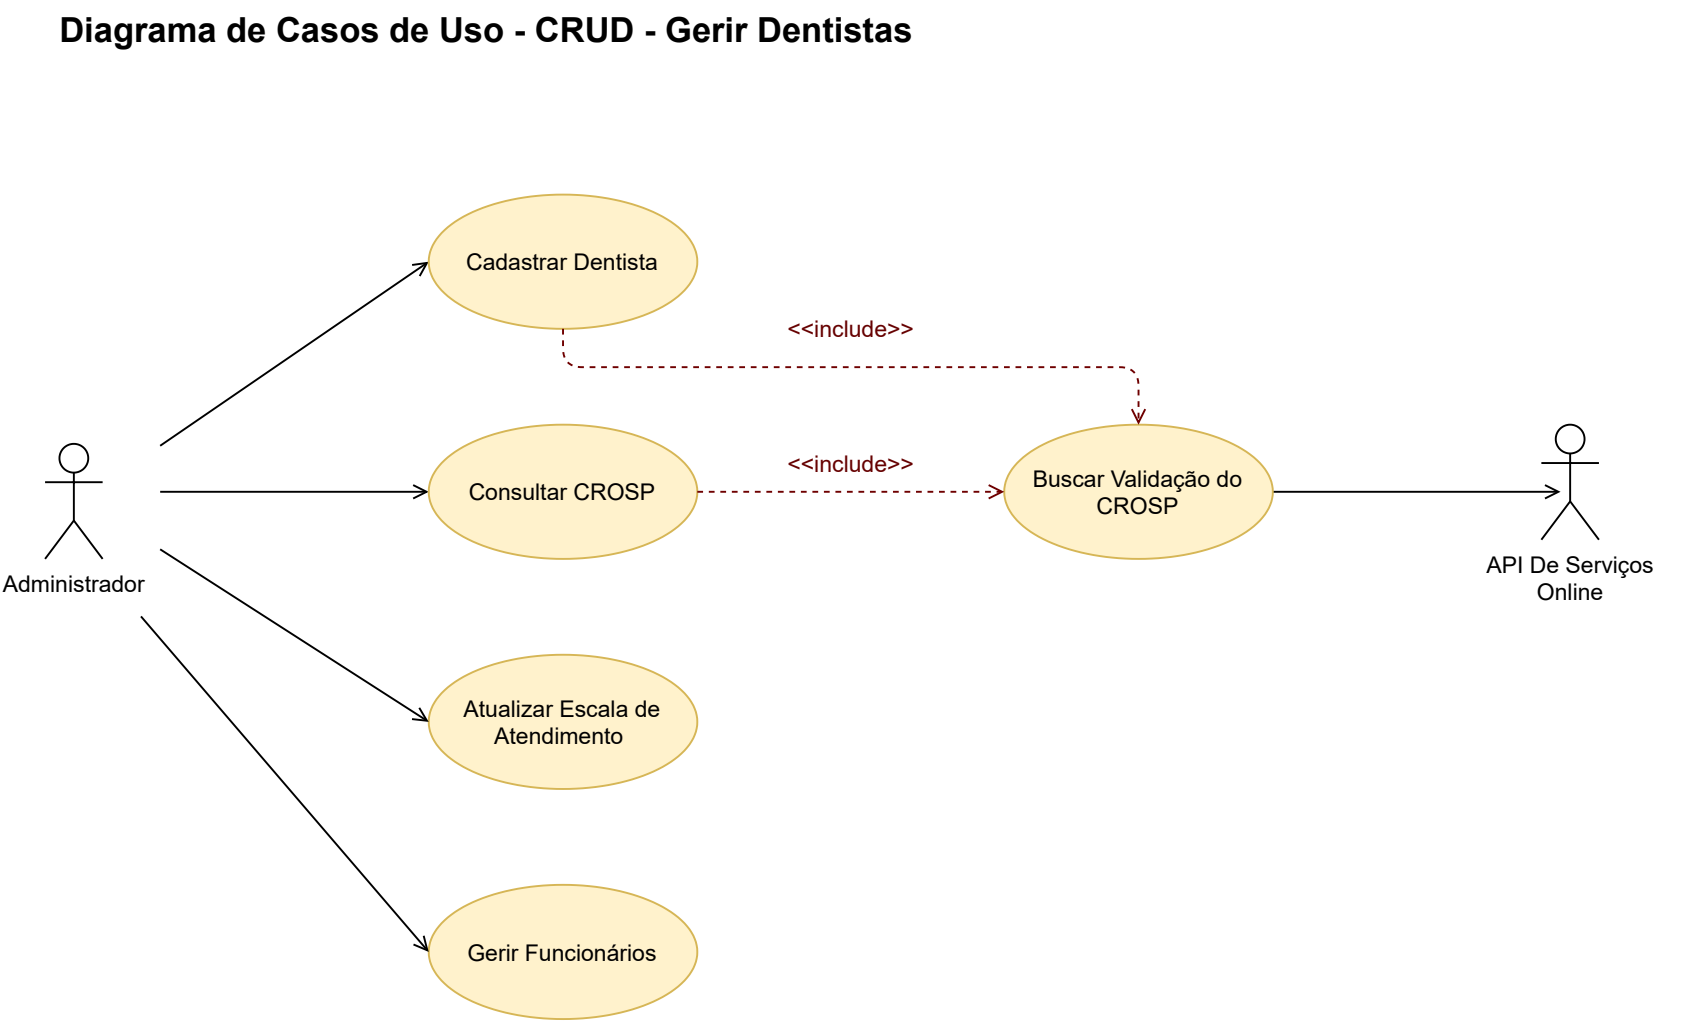 Diagrama de Casos de Uso - CRUD - Gerir Dentistas
Cadastrar Dentista
<<include>>
Consultar CROSP
<<include>>
Buscar Validação do
CROSP
Administrador
API De Serviços
Online
Atualizar Escala de
Atendimento
Gerir Funcionários